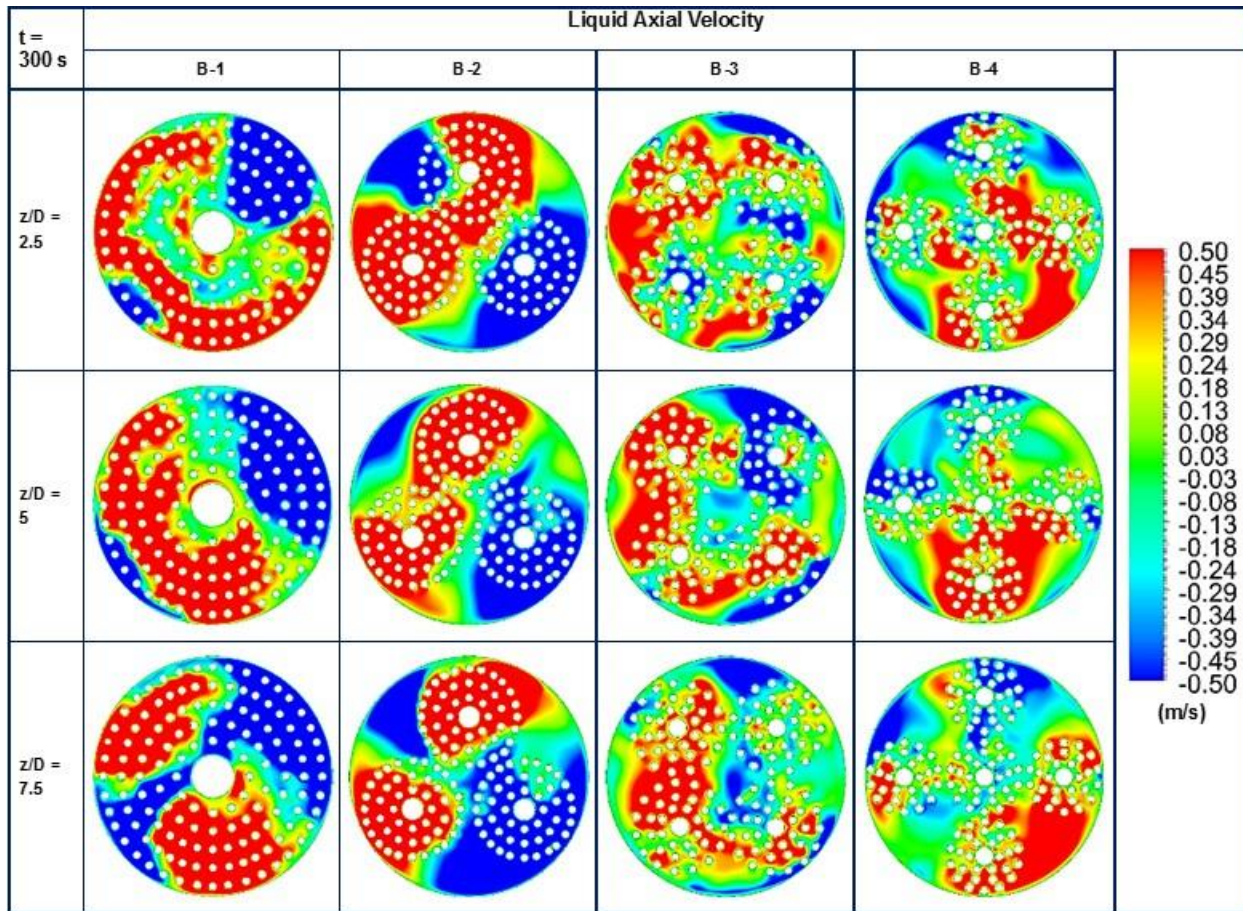 t =
300 s
Liquid Axial Velocity
B-1
B-2
B-3
B-4
z/D =
2.5
z/D =
5
z/D =
7.5
0.50
0.45
0.39
0.34
0.29
0.24
0.18
0.13
0.08
0.03
-0.03
-0.08
-0.13
-0.18
-0.24
-0.29
-0.34
-0.39
-0.45
-0.50
(m/s)